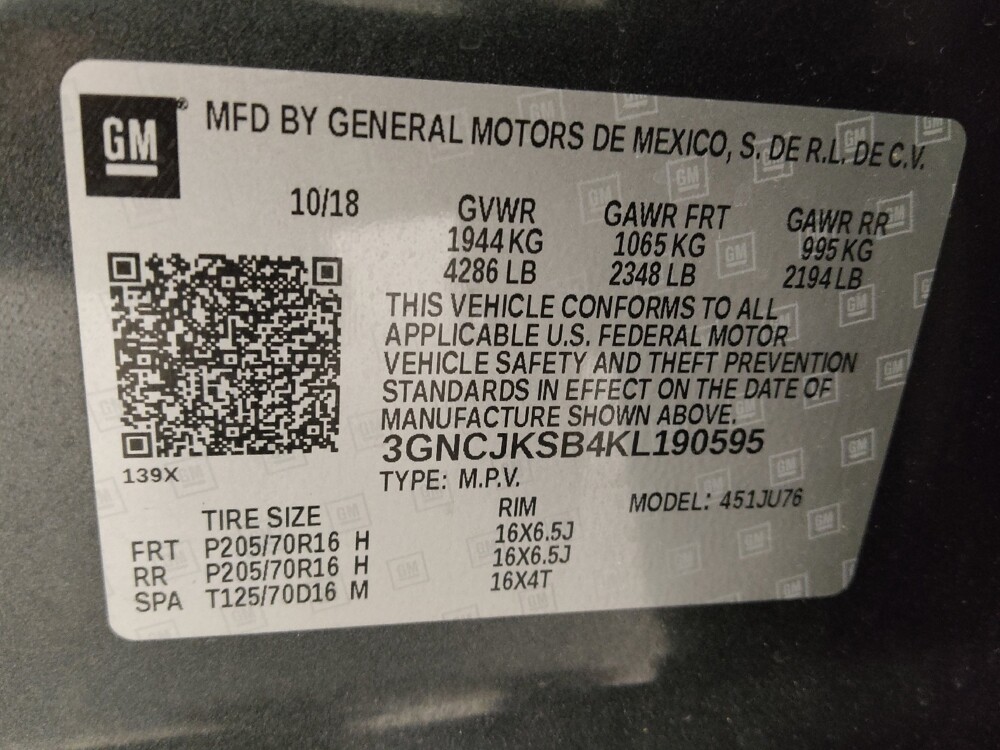 GM® MFD BY GENERAL MOTORS DE MEXICO, S. DE R.L. DE C.V.
10/18 GVWR GAWR FRT GAWR RR
1944 KG 1065 KG 995 KG
4286 LB 2348 LB 2194 LB
THIS VEHICLE CONFORMS TO ALL
APPLICABLE U.S. FEDERAL MOTOR
VEHICLE SAFETY AND THEFT PREVENTION
STANDARDS IN EFFECT ON THE DATE OF
MANUFACTURE SHOWN ABOVE.
3GNCJKSB4KL190595
139X
TYPE: M.P.V. MODEL: 451JU76
TIRE SIZE RIM
FRT P205/70R16 H 16X6.5J
RR P205/70R16 H 16X6.5J
SPA T125/70D16 M 16X4T